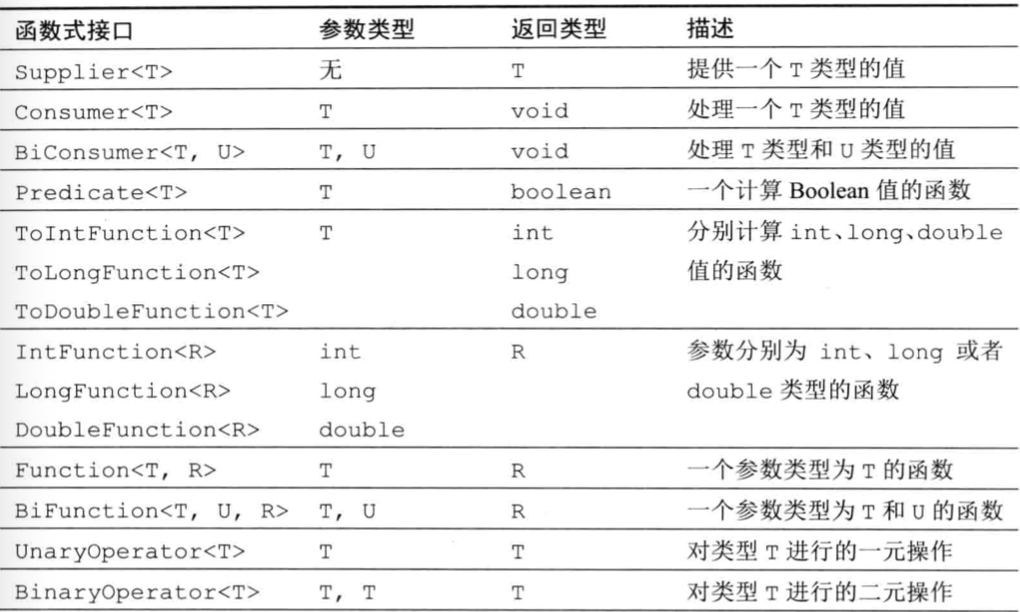 函数式接口 参数类型 返回类型 描述
Supplier<T> 无 T 提供一个 T 类型的值
Consumer<T> T void 处理一个 T 类型的值
BiConsumer<T, U> T, U void 处理 T 类型和 U 类型的值
Predicate<T> T boolean 一个计算 Boolean 值的函数
ToIntFunction<T> T int 分别计算 int、long、double
ToLongFunction<T> long 值的函数
ToDoubleFunction<T> double
IntFunction<R> int R 参数分别为 int、long 或者
LongFunction<R> long double 类型的函数
DoubleFunction<R> double
Function<T, R> T R 一个参数类型为 T 的函数
BiFunction<T, U, R> T, U R 一个参数类型为 T 和 U 的函数
UnaryOperator<T> T T 对类型 T 进行的一元操作
BinaryOperator<T> T, T T 对类型 T 进行的二元操作